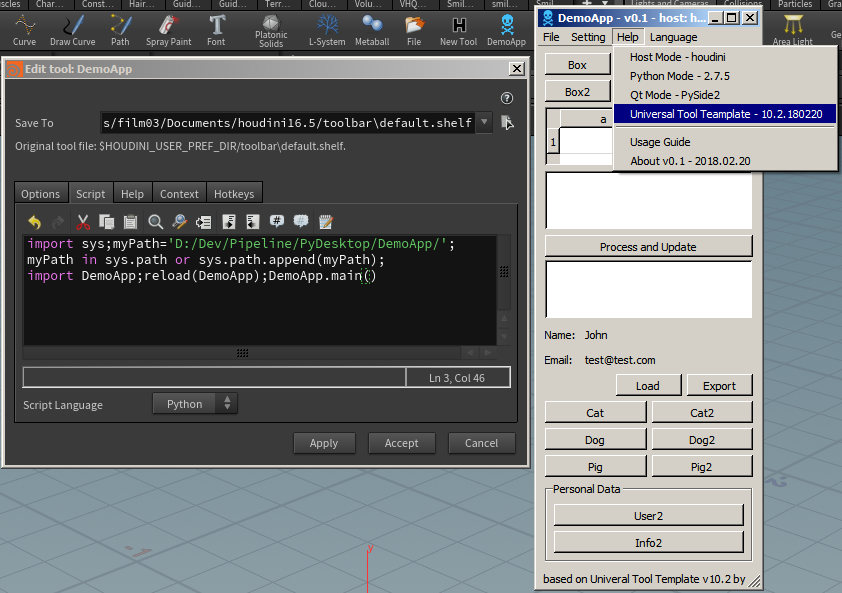 scles
Char...
Const...
Hair...
Guid...
Guid...
Terr...
Clou...
Volu...
VHQ...
Smil...
smil...
Lights and Cameras
Collisions
Particles
Gra
Curve
Draw Curve
Path
Spray Paint
Font
Platonic
Solids
L-System
Metaball
File
New Tool
DemoApp
Area Light
Ge
Edit tool: DemoApp
Save To
s/film03/Documents/houdini16.5/toolbar\default.shelf
Original tool file: $HOUDINI_USER_PREF_DIR/toolbar\default.shelf.
Options
Script
Help
Context
Hotkeys
import sys;myPath='D:/Dev/Pipeline/PyDesktop/DemoApp/';
myPath in sys.path or sys.path.append(myPath);
import DemoApp;reload(DemoApp);DemoApp.main()
Ln 3, Col 46
Script Language
Python
Apply
Accept
Cancel
DemoApp - v0.1 - host: h...
File
Setting
Help
Language
Host Mode - houdini
Python Mode - 2.7.5
Qt Mode - PySide2
Universal Tool Teamplate - 10.2.180220
Usage Guide
About v0.1 - 2018.02.20
Box
Box2
a
1
Process and Update
Name: John
Email: test@test.com
Load
Export
Cat
Cat2
Dog
Dog2
Pig
Pig2
Personal Data
User2
Info2
based on Univeral Tool Template v10.2 by
y